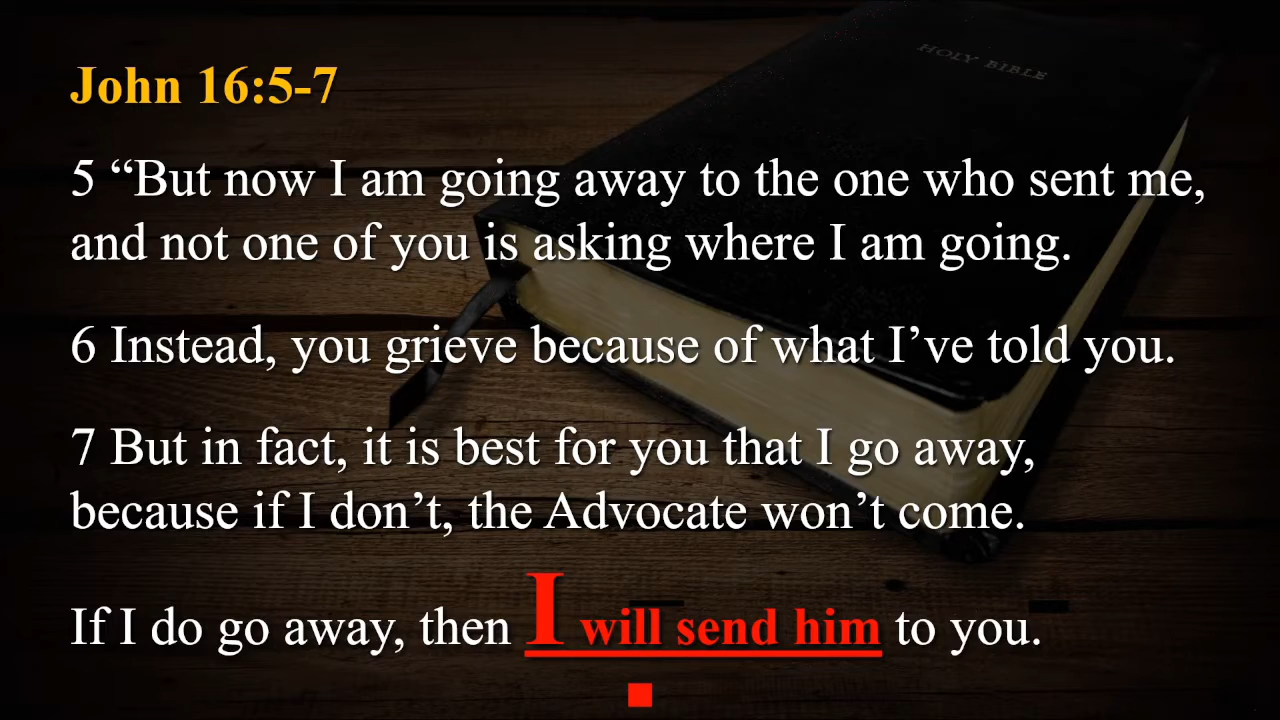 HOLY BIBLE
John 16:5-7
5 “But now I am going away to the one who sent me,
and not one of you is asking where I am going.
6 Instead, you grieve because of what I’ve told you.
7 But in fact, it is best for you that I go away,
because if I don’t, the Advocate won’t come.
If I do go away, then I will send him to you.